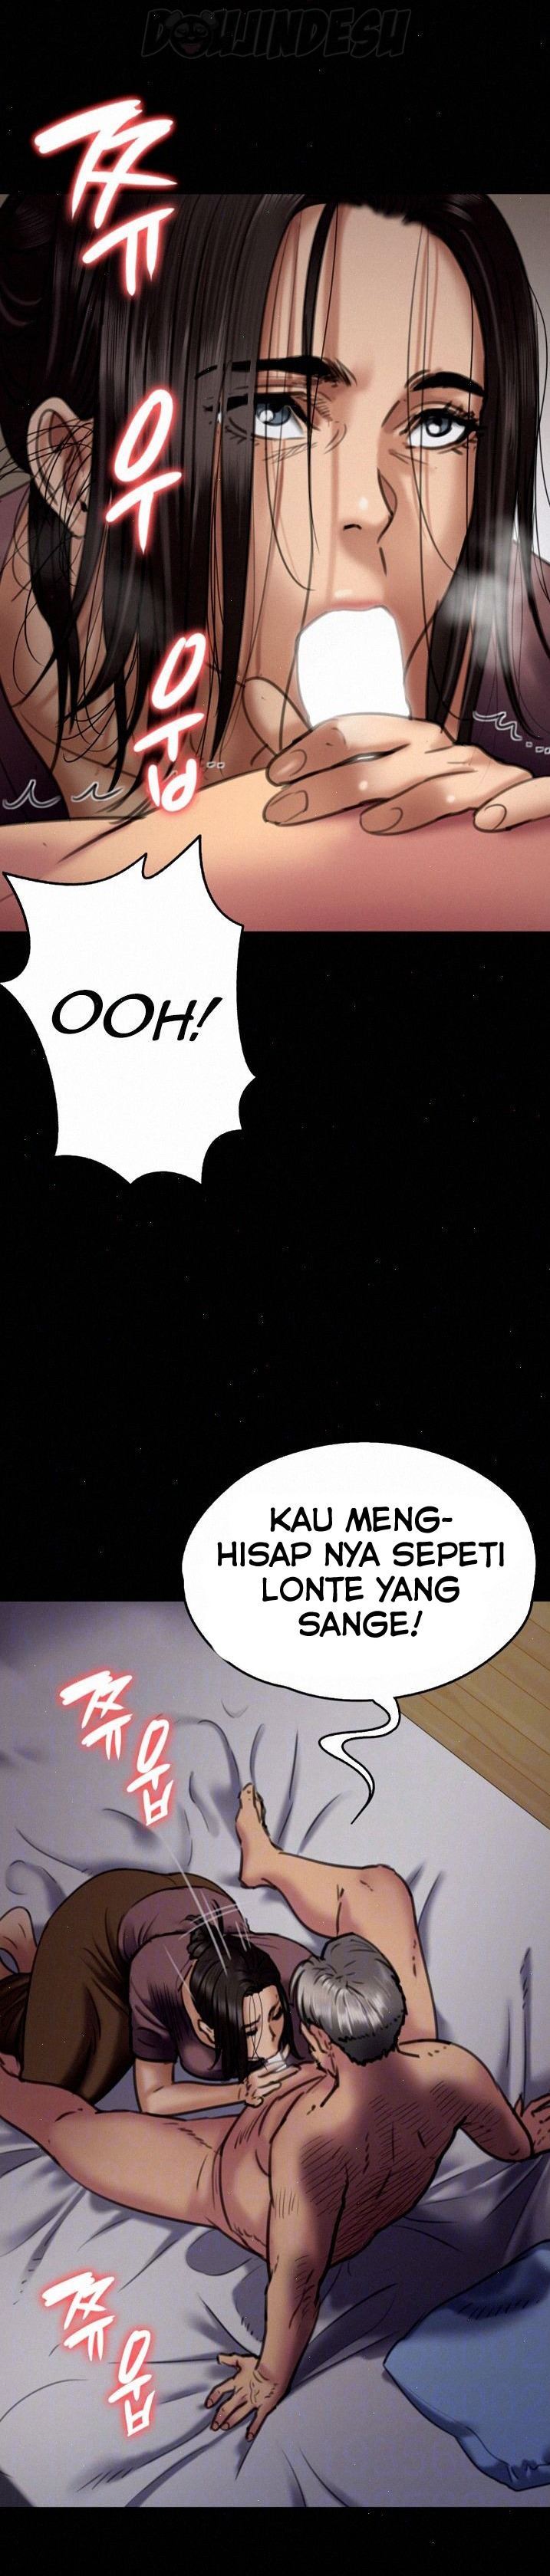 DOUJINDESU
쭈
우
웁
OOH!
KAU MENG-
HISAP NYA SEPETI
LONTE YANG
SANGE!
쭈웁
쭈웁